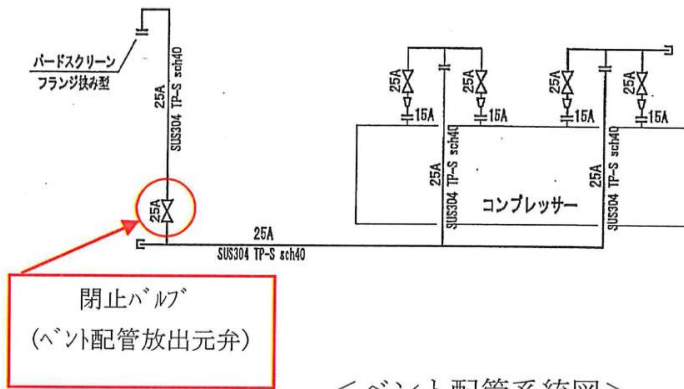 バードスクリーン
フランジ挟み型
25A
SUS304 TP-S sch40
25A
25A
SUS304 TP-S sch40
25A
15A
25A
15A
25A
SUS304 TP-S sch40
25A
15A
25A
15A
25A
SUS304 TP-S sch40
コンプレッサー
閉止バルブ
(ベント配管放出元弁)
<ベント配管系統図>